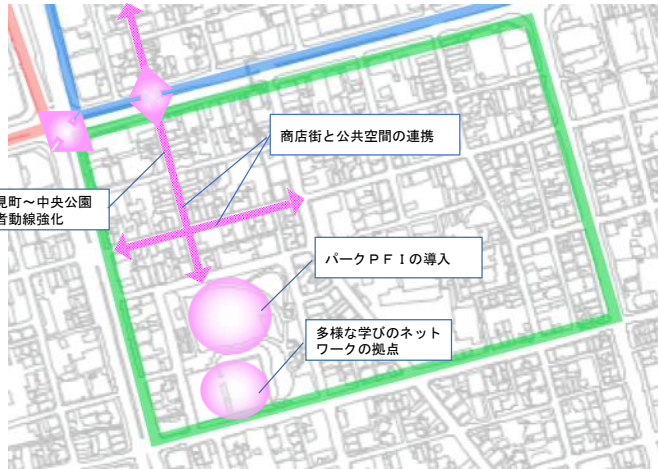 商店街と公共空間の連携
見町～中央公園
者動線強化
パークＰＦＩの導入
多様な学びのネット
ワークの拠点